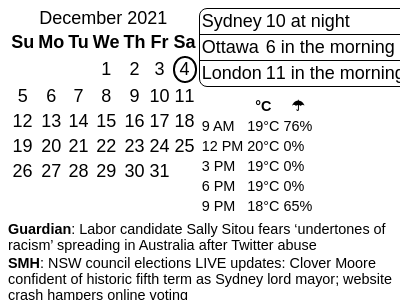 December 2021
Su Mo Tu We Th Fr Sa
1 2 3 4
5 6 7 8 9 10 11
12 13 14 15 16 17 18
19 20 21 22 23 24 25
26 27 28 29 30 31
Sydney 10 at night
Ottawa 6 in the morning
London 11 in the morning
°C ☂
9 AM 19°C 76%
12 PM 20°C 0%
3 PM 19°C 0%
6 PM 19°C 0%
9 PM 18°C 65%
Guardian: Labor candidate Sally Sitou fears ‘undertones of
racism’ spreading in Australia after Twitter abuse
SMH: NSW council elections LIVE updates: Clover Moore
confident of historic fifth term as Sydney lord mayor; website
crash hampers online voting